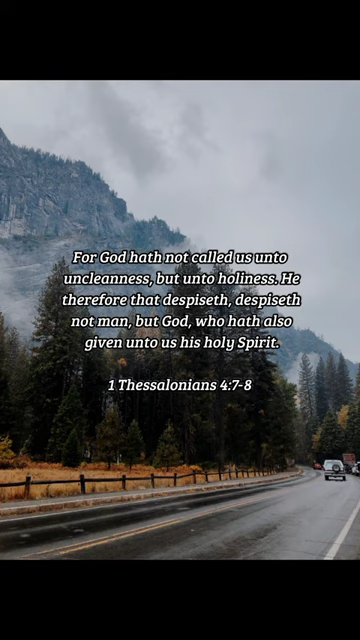 For God hath not called us unto
uncleanness, but unto holiness. He
therefore that despiseth, despiseth
not man, but God, who hath also
given unto us his holy Spirit.
1 Thessalonians 4:7-8